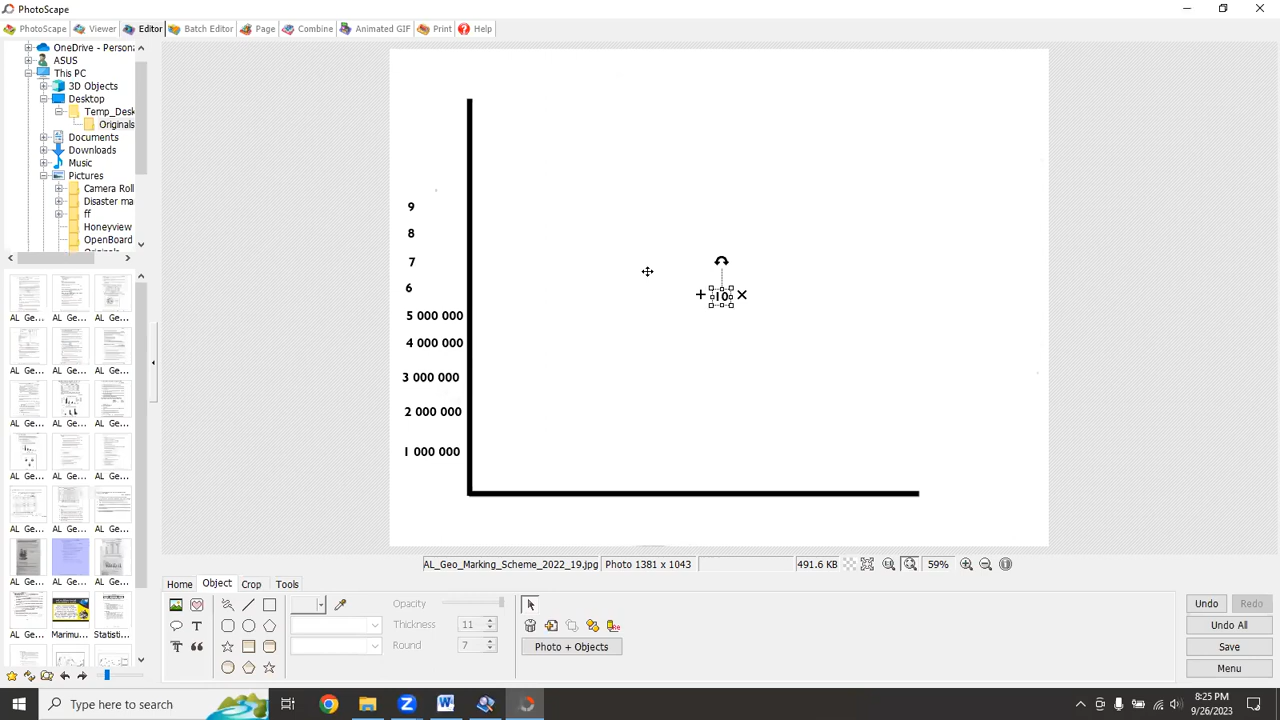 PhotoScape
PhotoScape Viewer Editor Batch Editor Page Combine Animated GIF Print Help
OneDrive - Persona
ASUS
This PC
3D Objects
Desktop
Temp_Desk
Originals
Documents
Downloads
Music
Pictures
Camera Roll
Disaster ma
ff
Honeyview
OpenBoard
9
8
7
6
10
5 000 000
4 000 000
3 000 000
2 000 000
1 000 000
AL Ge... AL Ge... AL Ge...
AL Ge... AL Ge... AL Ge...
AL Ge... AL Ge... AL Ge...
AL Ge... AL Ge... AL Ge...
AL Ge... AL Ge... AL Ge...
AL Ge... AL Ge... AL Ge...
AL Ge... Marimu... Statisti...
AL_Geo_Marking_Scheme_2022_19.jpg Photo 1381 x 1043 491.6 KB 59%
Home Object Crop Tools
Opacity
Thickness 11
Round 7
Photo + Objects
Undo Redo
Undo All
Save
Menu
Type here to search
8:25 PM
9/26/2023